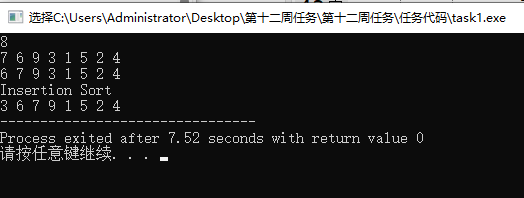 选择C:\Users\Administrator\Desktop\第十二周任务\第十二周任务\任务代码\task1.exe
8
7 6 9 3 1 5 2 4
6 7 9 3 1 5 2 4
Insertion Sort
3 6 7 9 1 5 2 4
--------------------------------
Process exited after 7.52 seconds with return value 0
请按任意键继续. . .